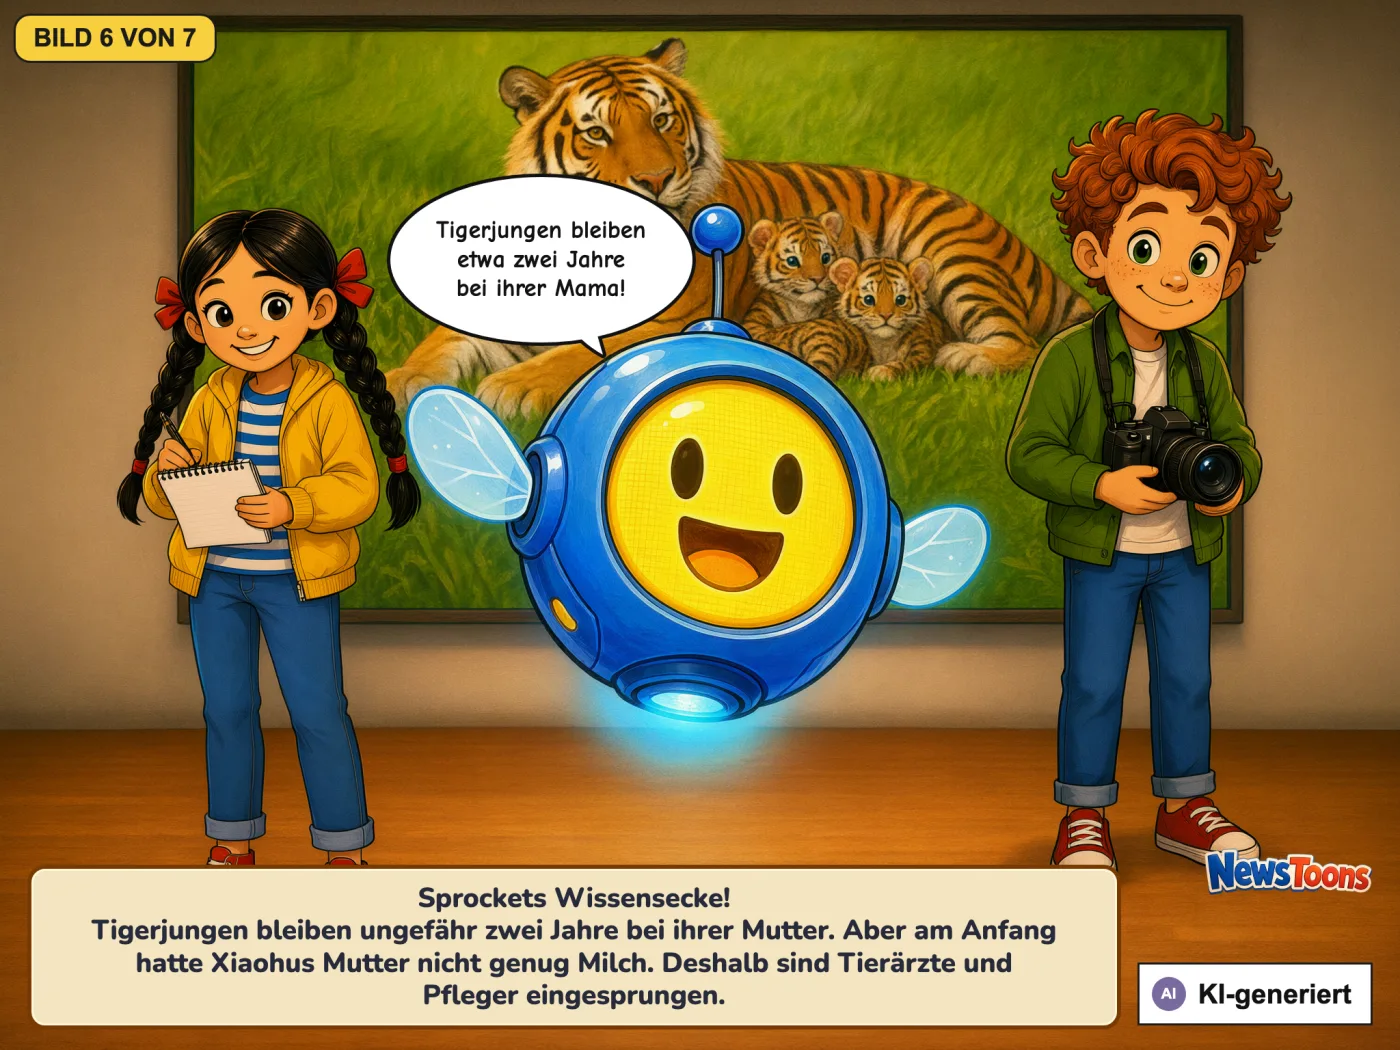 BILD 6 VON 7
Tigerjungen bleiben
etwa zwei Jahre
bei ihrer Mama!
Sprockets Wissensecke!
Tigerjungen bleiben ungefähr zwei Jahre bei ihrer Mutter. Aber am Anfang
hatte Xiaohus Mutter nicht genug Milch. Deshalb sind Tierärzte und
Pfleger eingesprungen.
NewsToons
AI KI-generiert